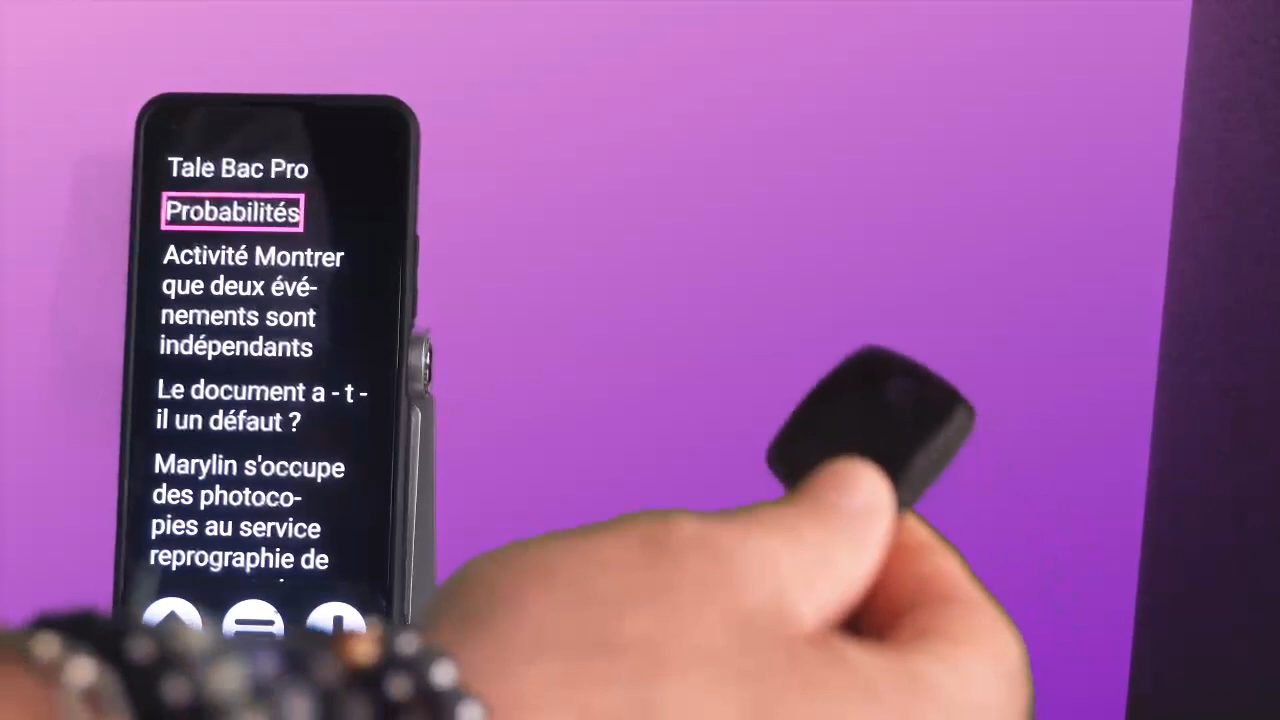 Tale Bac Pro
Probabilités
Activité Montrer
que deux évé-
nements sont
indépendants
Le document a - t -
il un défaut ?
Marylin s'occupe
des photoco-
pies au service
reprographie de